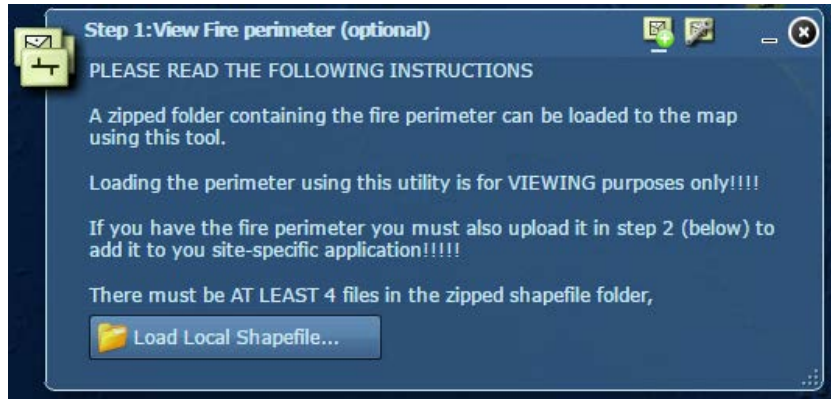 Step 1:View Fire perimeter (optional)
PLEASE READ THE FOLLOWING INSTRUCTIONS
A zipped folder containing the fire perimeter can be loaded to the map
using this tool.
Loading the perimeter using this utility is for VIEWING purposes only!!!!
If you have the fire perimeter you must also upload it in step 2 (below) to
add it to you site-specific application!!!!!
There must be AT LEAST 4 files in the zipped shapefile folder,
Load Local Shapefile...